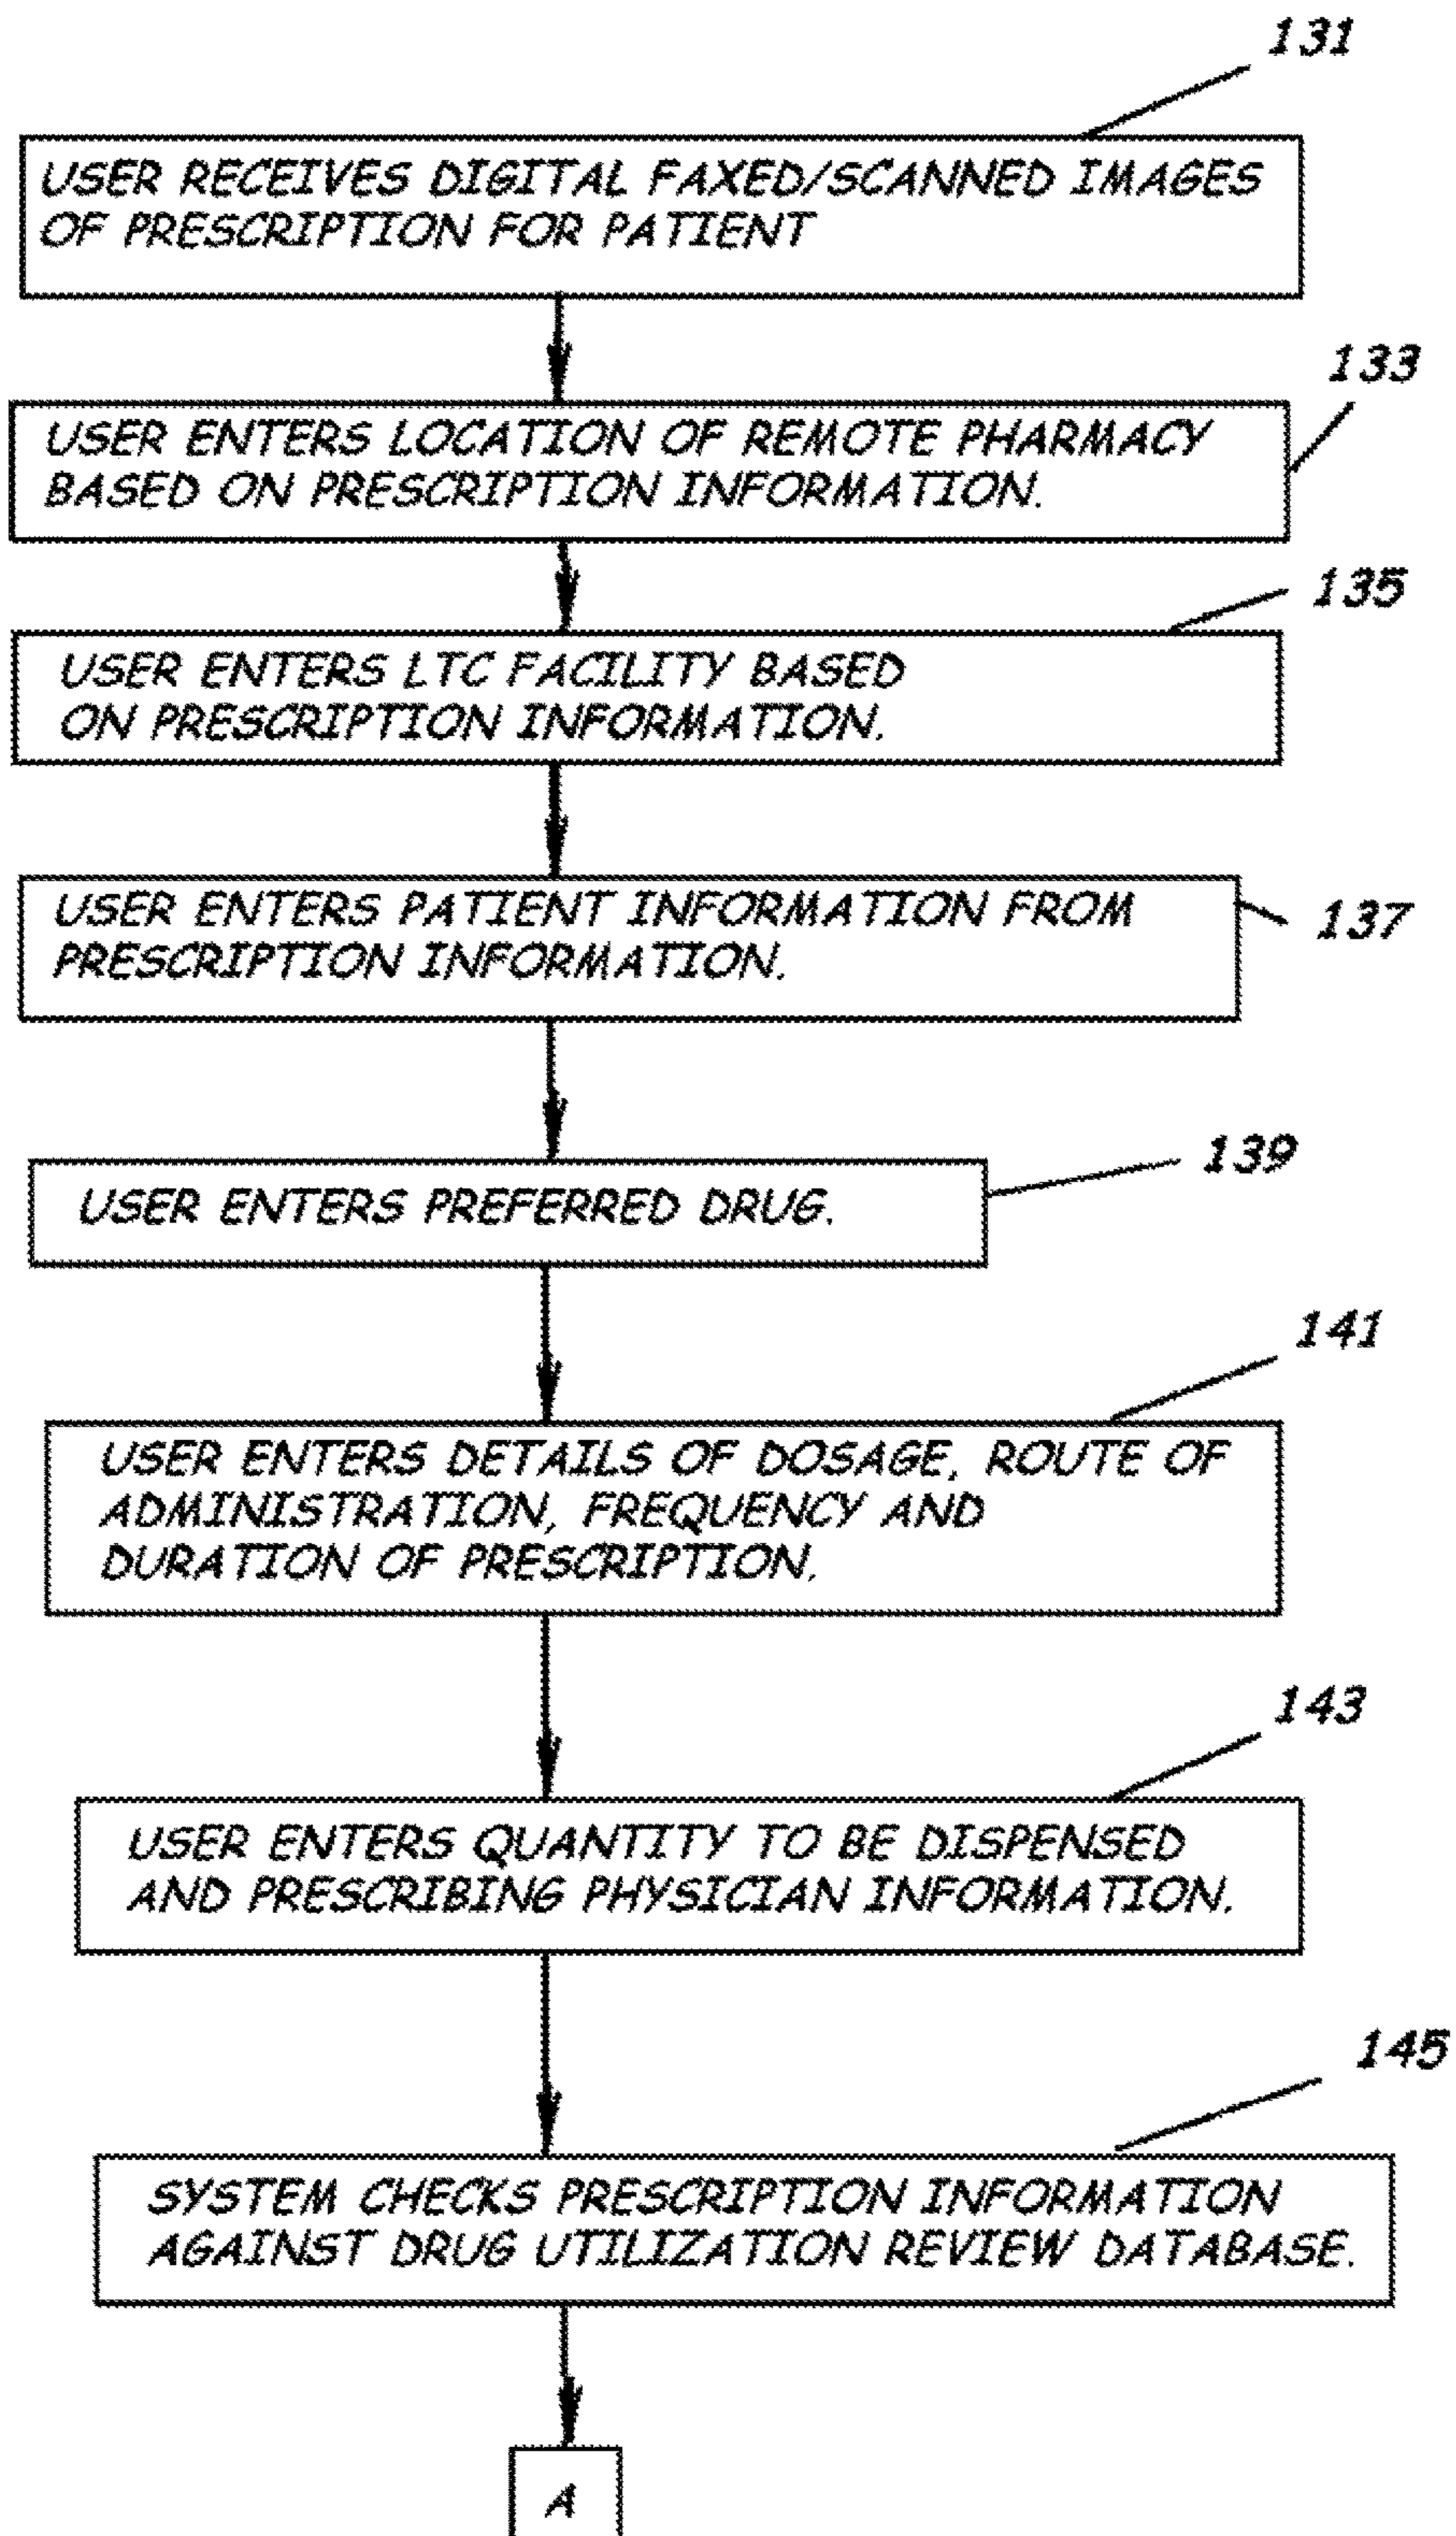 131
USER RECEIVES DIGITAL FAXED/SCANNED IMAGES
OF PRESCRIPTION FOR PATIENT
133
USER ENTERS LOCATION OF REMOTE PHARMACY
BASED ON PRESCRIPTION INFORMATION.
135
USER ENTERS LTC FACILITY BASED
ON PRESCRIPTION INFORMATION.
USER ENTERS PATIENT INFORMATION FROM
137
PRESCRIPTION INFORMATION.
139
USER ENTERS PREFERRED DRUG.
141
USER ENTERS DETAILS OF DOSAGE, ROUTE OF
ADMINISTRATION, FREQUENCY AND
DURATION OF PRESCRIPTION.
143
USER ENTERS QUANTITY TO BE DISPENSED
AND PRESCRIBING PHYSICIAN INFORMATION.
145
SYSTEM CHECKS PRESCRIPTION INFORMATION
AGAINST DRUG UTILIZATION REVIEW DATABASE.
A